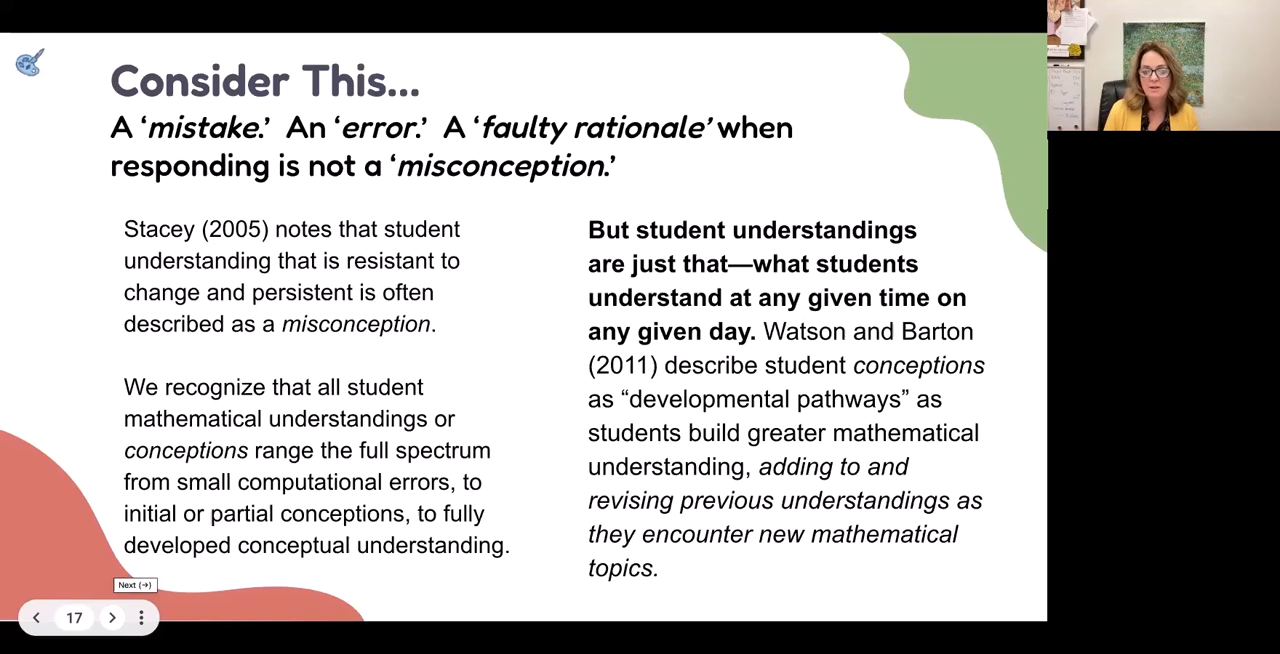 Consider This...
A ‘mistake.’ An ‘error.’ A ‘faulty rationale’ when
responding is not a ‘misconception.’
Stacey (2005) notes that student
understanding that is resistant to
change and persistent is often
described as a misconception.
We recognize that all student
mathematical understandings or
conceptions range the full spectrum
from small computational errors, to
initial or partial conceptions, to fully
developed conceptual understanding.
But student understandings
are just that—what students
understand at any given time on
any given day. Watson and Barton
(2011) describe student conceptions
as “developmental pathways” as
students build greater mathematical
understanding, adding to and
revising previous understandings as
they encounter new mathematical
topics.
Next (→)
17